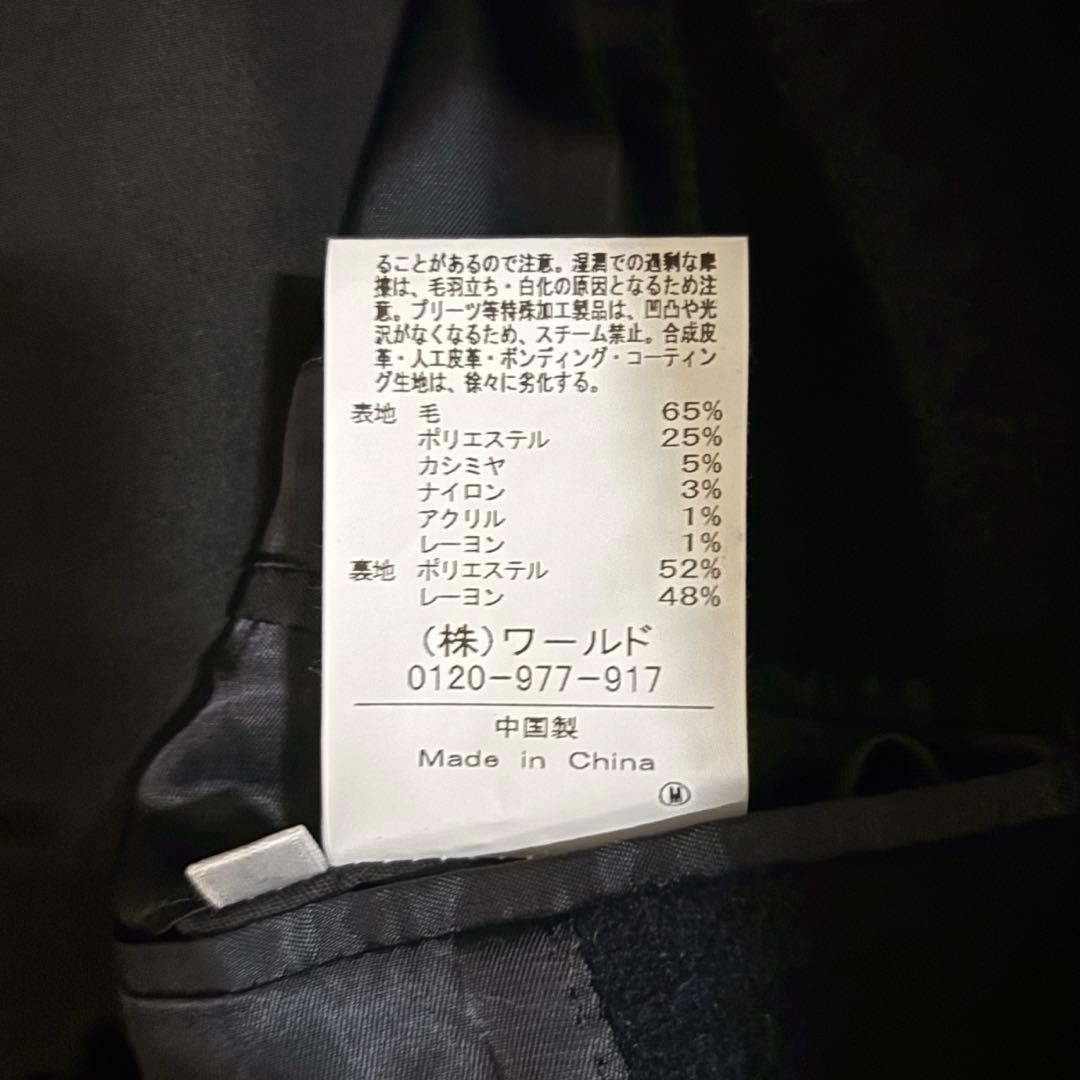 ることがあるので注意。湿潤での過剰な摩
擦は、毛羽立ち・白化の原因となるため注
意。プリーツ等特殊加工製品は、凹凸や光
沢がなくなるため、スチーム禁止。合成皮
革・人工皮革・ボンディング・コーティン
グ生地は、徐々に劣化する。
表地 毛 65%
ポリエステル 25%
カシミヤ 5%
ナイロン 3%
アクリル 1%
レーヨン 1%
裏地 ポリエステル 52%
レーヨン 48%
(株)ワールド
0120-977-917
中国製
Made in China